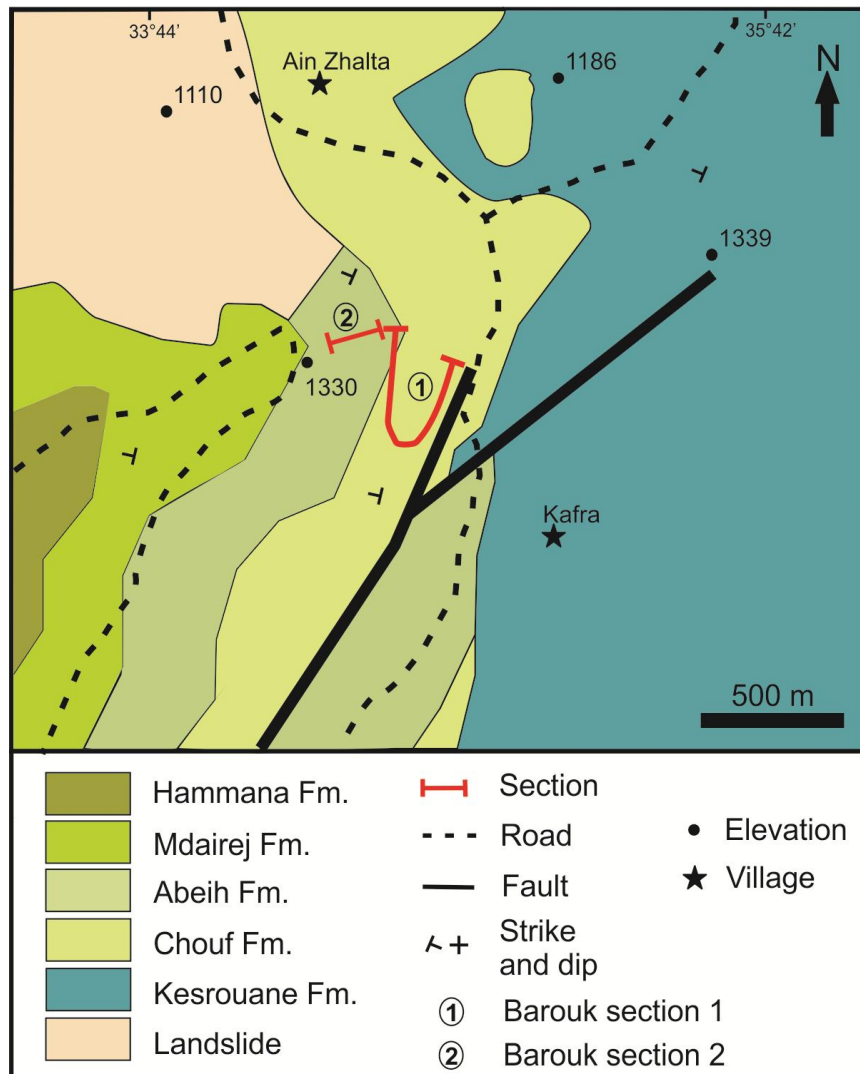 33°44'
35°42'
Ain Zhalta
1186
N
1110
1339
②
1330
①
Kafra
500 m
Hammana Fm.
Mdairej Fm.
Abeih Fm.
Chouf Fm.
Kesrouane Fm.
Landslide
Section
Road
Fault
Strike
and dip
① Barouk section 1
② Barouk section 2
Elevation
Village